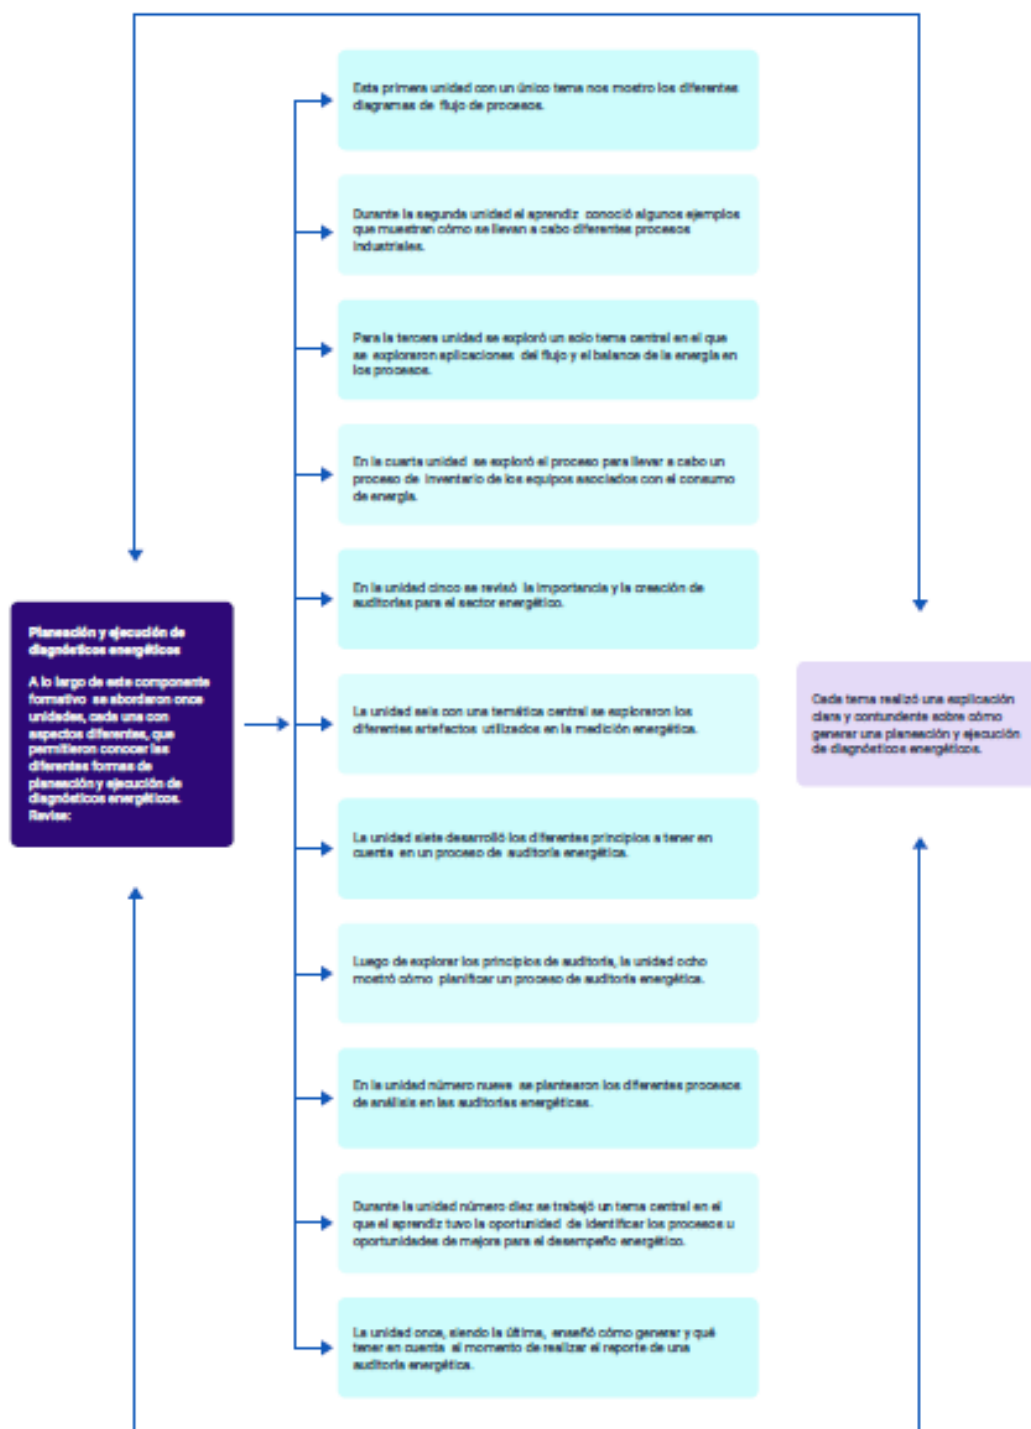 Esta primera unidad con un único tema nos mostro los diferentes
diagramas de flujo de procesos.
Durante la segunda unidad el aprendiz conoció algunos ejemplos
que muestran cómo se llevan a cabo diferentes procesos
industriales.
Para la tercera unidad se exploró un solo tema central en el que
se exploraron aplicaciones del flujo y el balance de la energía en
los procesos.
En la cuarta unidad se exploró el proceso para llevar a cabo un
proceso de inventario de los equipos asociados con el consumo
de energía.
En la unidad cinco se revisó la importancia y la creación de
auditorías para el sector energético.
Planeación y ejecución de
diagnósticos energéticos
A lo largo de este componente
formativo se abordaron once
unidades, cada una con
aspectos diferentes, que
permitieron conocer las
diferentes formas de
planeación y ejecución de
diagnósticos energéticos.
Revise:
La unidad seis con una temática central se exploraron los
diferentes artefactos utilizados en la medición energética.
Cada tema realizó una explicación
clara y contundente sobre cómo
generar una planeación y ejecución
de diagnósticos energéticos.
La unidad siete desarrolló los diferentes principios a tener en
cuenta en un proceso de auditoría energética.
Luego de explorar los principios de auditoría, la unidad ocho
mostró cómo planificar un proceso de auditoría energética.
En la unidad número nueve se plantearon los diferentes procesos
de análisis en las auditorías energéticas.
Durante la unidad número diez se trabajó un tema central en el
que el aprendiz tuvo la oportunidad de identificar los procesos u
oportunidades de mejora para el desempeño energético.
La unidad once, siendo la última, enseñó cómo generar y qué
tener en cuenta al momento de realizar el reporte de una
auditoría energética.